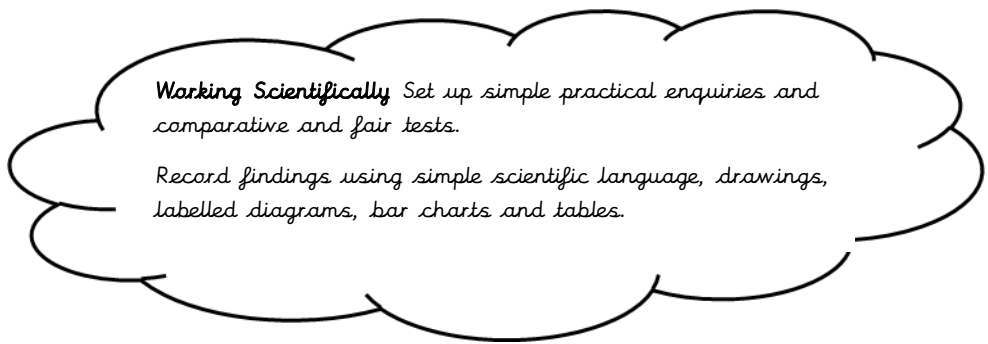 Working Scientifically Set up simple practical enquiries and
comparative and fair tests.
Record findings using simple scientific language, drawings,
labelled diagrams, bar charts and tables.